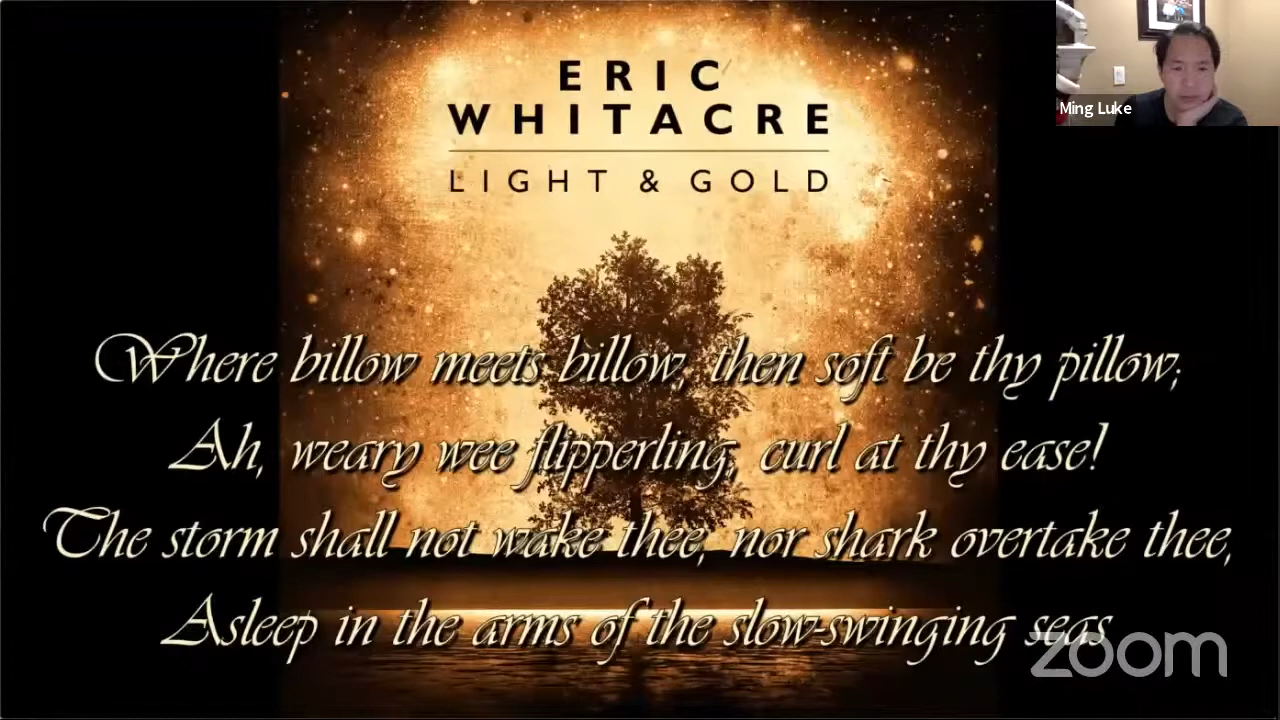 ERIC
WHITACRE
LIGHT & GOLD
Ming Luke
Where billow meets billow, then soft be thy pillow;
Ah, weary wee flipperling, curl at thy ease!
The storm shall not wake thee, nor shark overtake thee,
Asleep in the arms of the slow-swinging seas
zoom